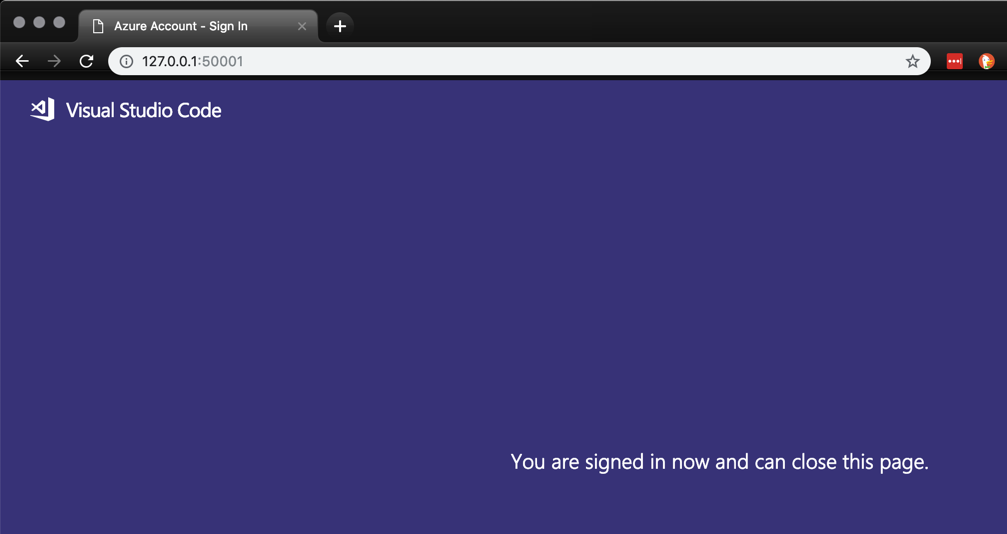 Azure Account - Sign In
127.0.0.1:50001
Visual Studio Code
You are signed in now and can close this page.